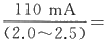 110 mA
(2.0~2.5)
=